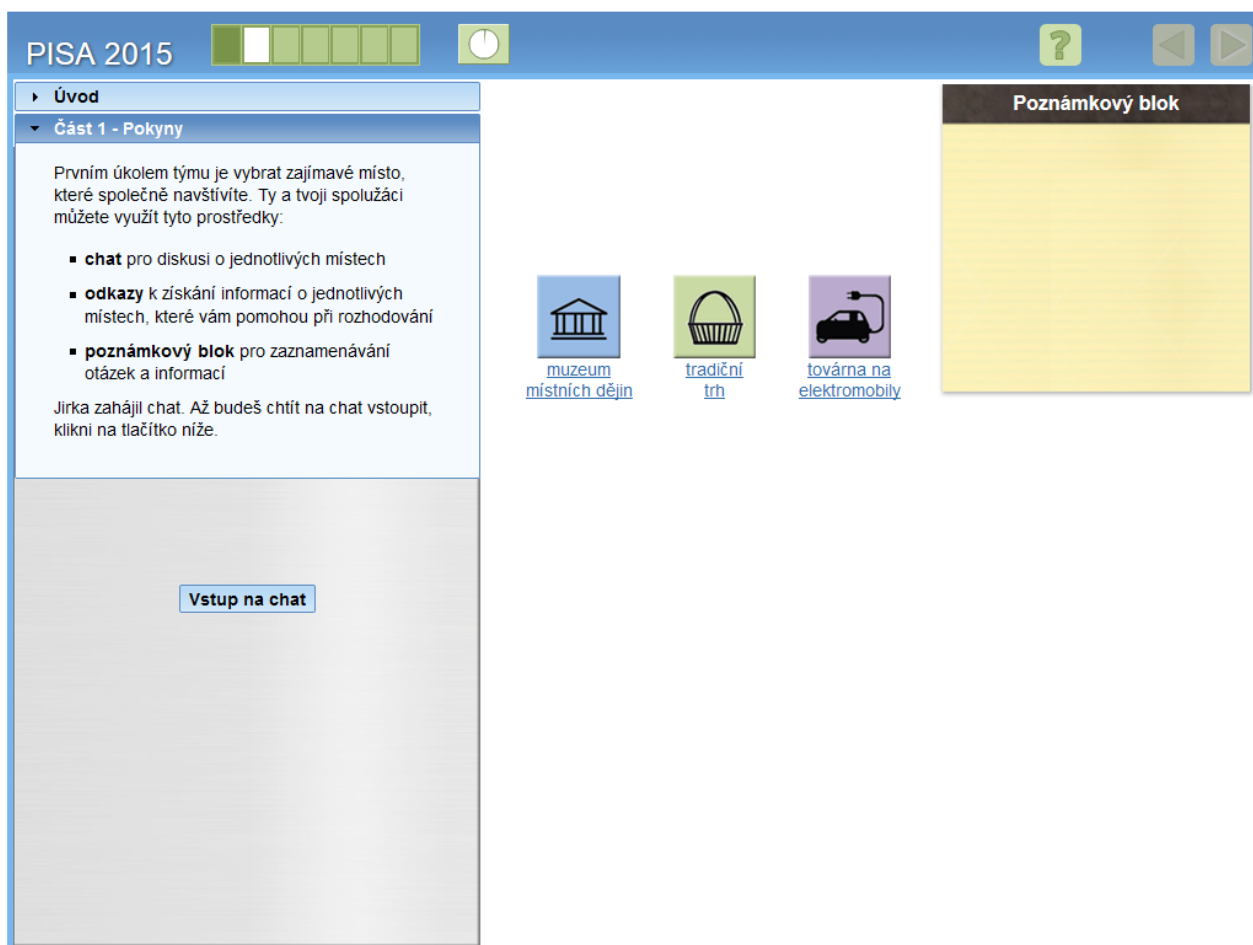 PISA 2015
?
Úvod
Část 1 - Pokyny
Prvním úkolem týmu je vybrat zajímavé místo,
které společně navštívíte. Ty a tvoji spolužáci
můžete využít tyto prostředky:
▪ chat pro diskusi o jednotlivých místech
▪ odkazy k získání informací o jednotlivých
místech, které vám pomohou při rozhodování
▪ poznámkový blok pro zaznamenávání
otázek a informací
Jirka zahájil chat. Až budeš chtít na chat vstoupit,
klikni na tlačítko níže.
Vstup na chat
muzeum
místních dějin
tradiční
trh
továrna na
elektromobily
Poznámkový blok